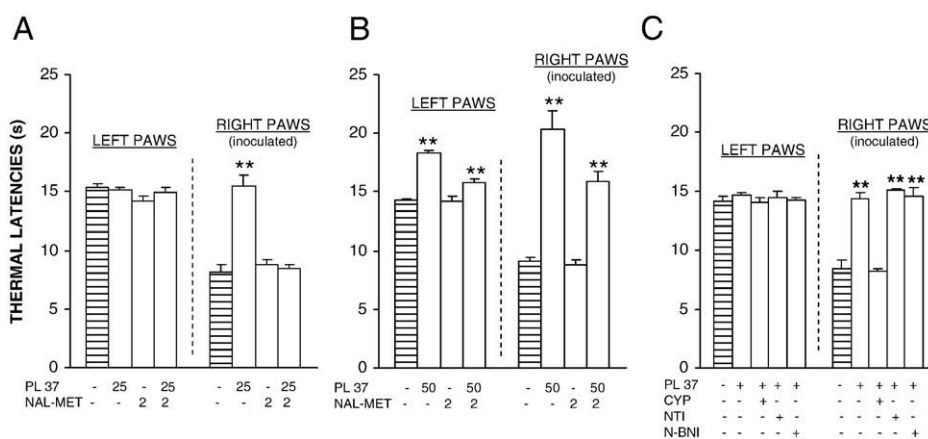 A
B
C
THERMAL LATENCIES (s)
25
20
15
10
5
0
LEFT PAWS
RIGHT PAWS
(inoculated)
**
PL 37 - 25 - 25 - 25 - 25
NAL-MET - - 2 2 - - 2 2
25
20
15
10
5
0
LEFT PAWS
RIGHT PAWS
(inoculated)
** ** ** **
PL 37 - 50 - 50 - 50 - 50
NAL-MET - - 2 2 - - 2 2
25
20
15
10
5
0
LEFT PAWS
RIGHT PAWS
(inoculated)
** ** **
PL 37 - + + + + - + + + +
CYP - - + - - - - + - -
NTI - - - + - - - - + -
N-BNI - - - - + - - - - +